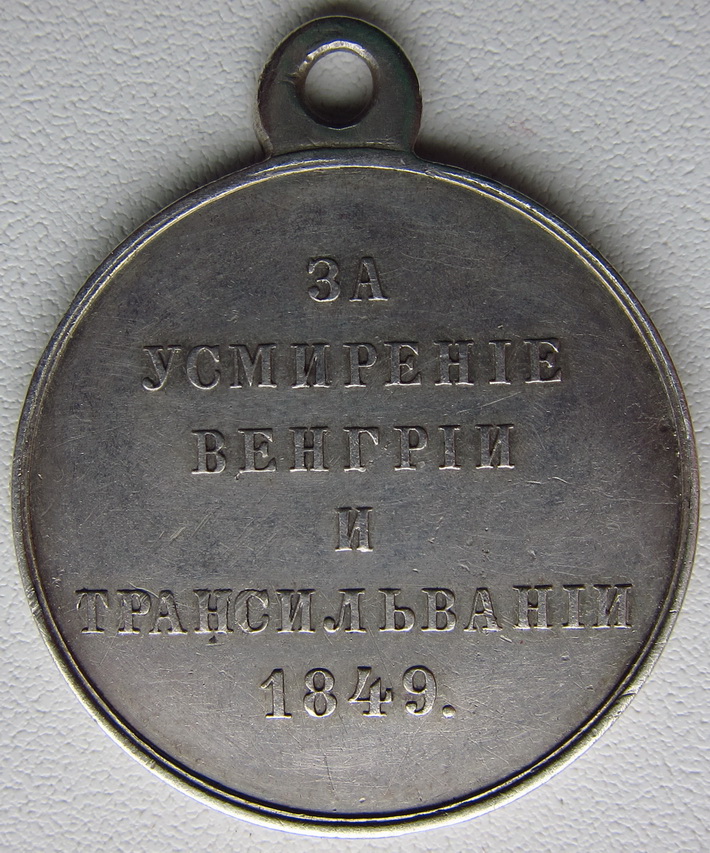 ЗА
УСМИРЕНІЕ
ВЕНГРІИ
И
ТРАНСИЛЬВАНІИ
1849.